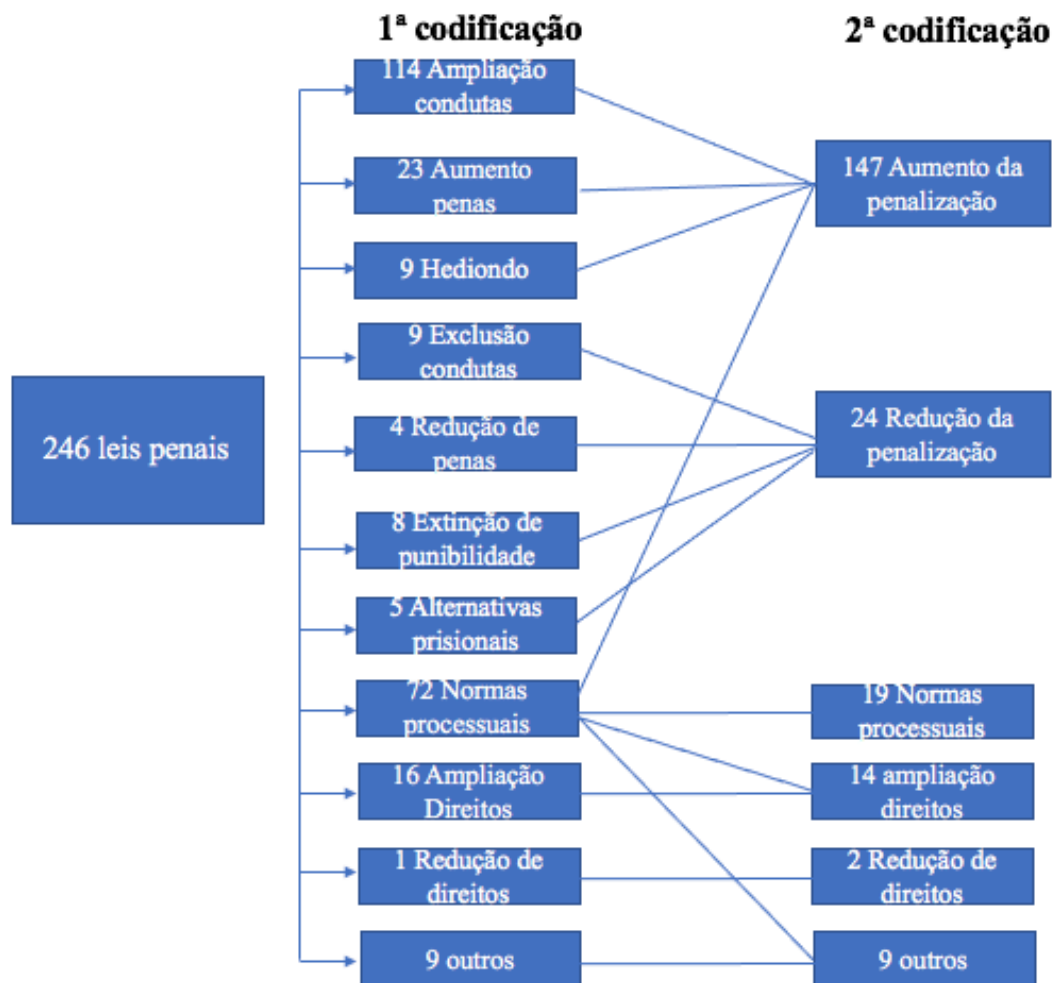 1ª codificação
2ª codificação
246 leis penais
114 Ampliação
condutas
23 Aumento
penas
9 Hediondo
9 Exclusão
condutas
4 Redução de
penas
8 Extinção de
punibilidade
5 Alternativas
prisionais
72 Normas
processuais
16 Ampliação
Direitos
1 Redução de
direitos
9 outros
147 Aumento da
penalização
24 Redução da
penalização
19 Normas
processuais
14 ampliação
direitos
2 Redução de
direitos
9 outros